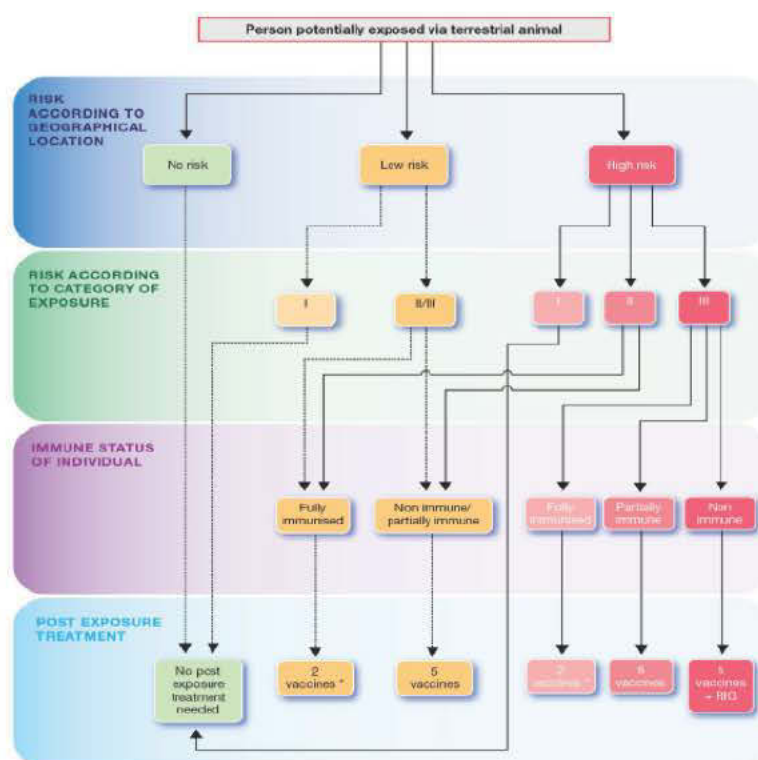 Person potentially exposed via terrestrial animal
RISK
ACCORDING TO
GEOGRAPHICAL
LOCATION
No risk
Low risk
High risk
RISK ACCORDING
TO CATEGORY OF
EXPOSURE
I
II/III
I
II
III
IMMUNE STATUS
OF INDIVIDUAL
Fully
immunised
Non immune/
partially immune
Fully
immunised
Partially
immune
Non
immune
POST EXPOSURE
TREATMENT
No post
exposure
treatment
needed
2
vaccines *
5
vaccines
2
vaccines *
vaccines
5
vaccines
+ RIG